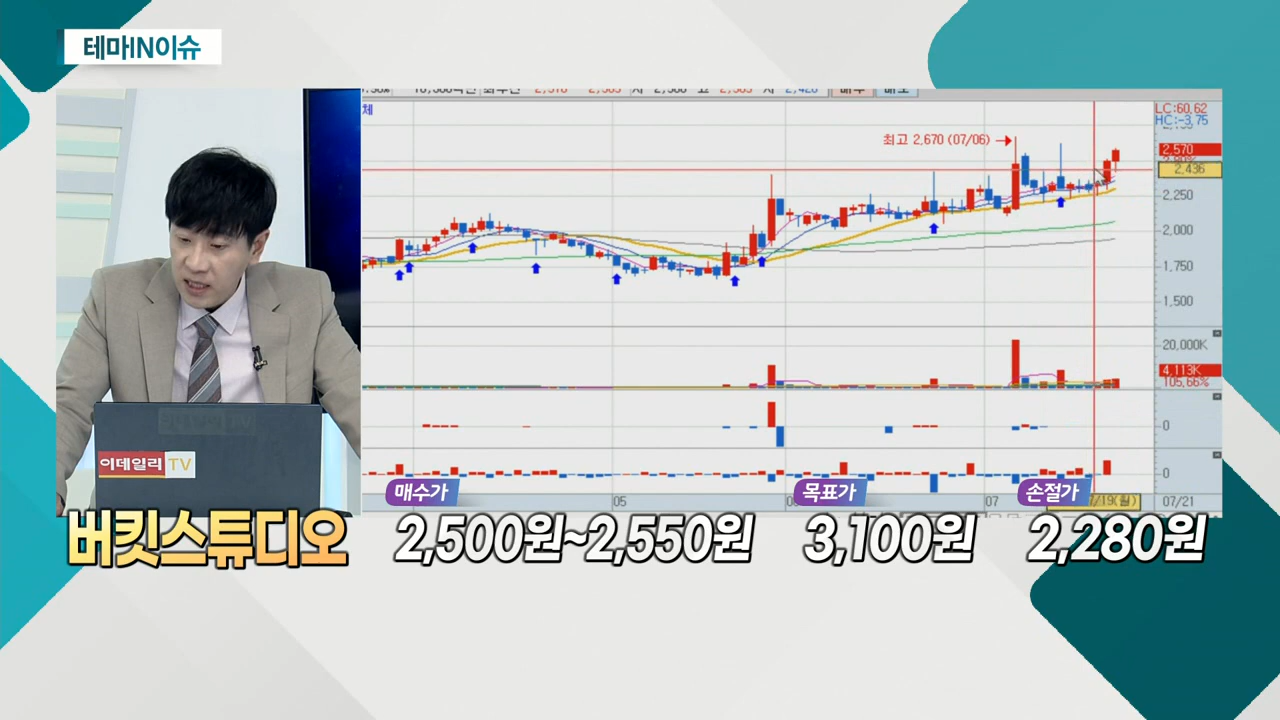 테마IN이슈
체
LC:60.62
HC:-3.75
최고 2,670 (07/06) →
2,570
2,436
2,250
2,000
1,750
1,500
20,000K
4,113K
105.66%
0
0
이데일리 TV
05
07
07/21
매수가
목표가
손절가
버킷스튜디오
2,500원~2,550원
3,100원
2,280원